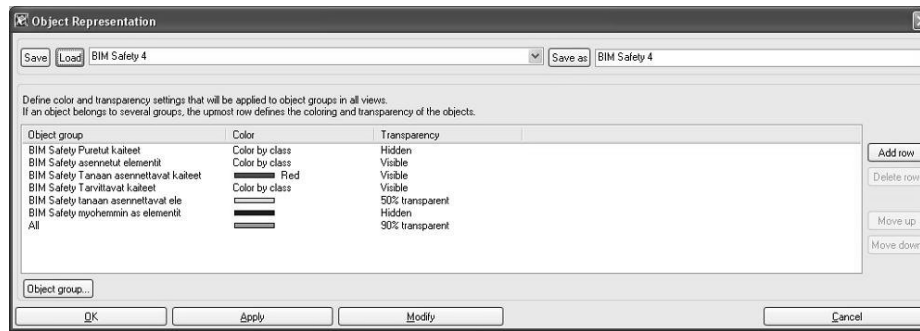 Object Representation
Save Load BIM Safety 4 Save as BIM Safety 4
Define color and transparency settings that will be applied to object groups in all views.
If an object belongs to several groups, the upmost row defines the coloring and transparency of the objects.
Object group Color Transparency
BIM Safety Puretut kaiteet Color by class Hidden
BIM Safety asennetut elementit Color by class Visible
BIM Safety Tanaan asennettavat kaiteet Red Visible
BIM Safety Tarvittavat kaiteet Color by class Visible
BIM Safety tanaan asennettavat ele 50% transparent
BIM Safety myohemmin as elementit Hidden
All 90% transparent
Add row
Delete row
Move up
Move down
Object group...
OK Apply Modify Cancel